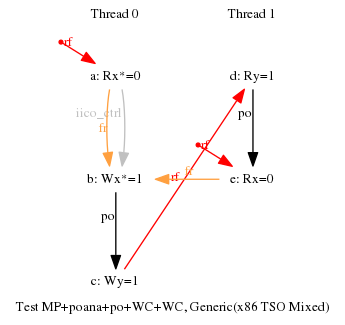 Thread 0 Thread 1
rf
a: Rx*=0 d: Ry=1
iico_ctrl po
fr
rf
b: Wx*=1 rf fr e: Rx=0
po
c: Wy=1
Test MP+poana+po+WC+WC, Generic(x86 TSO Mixed)